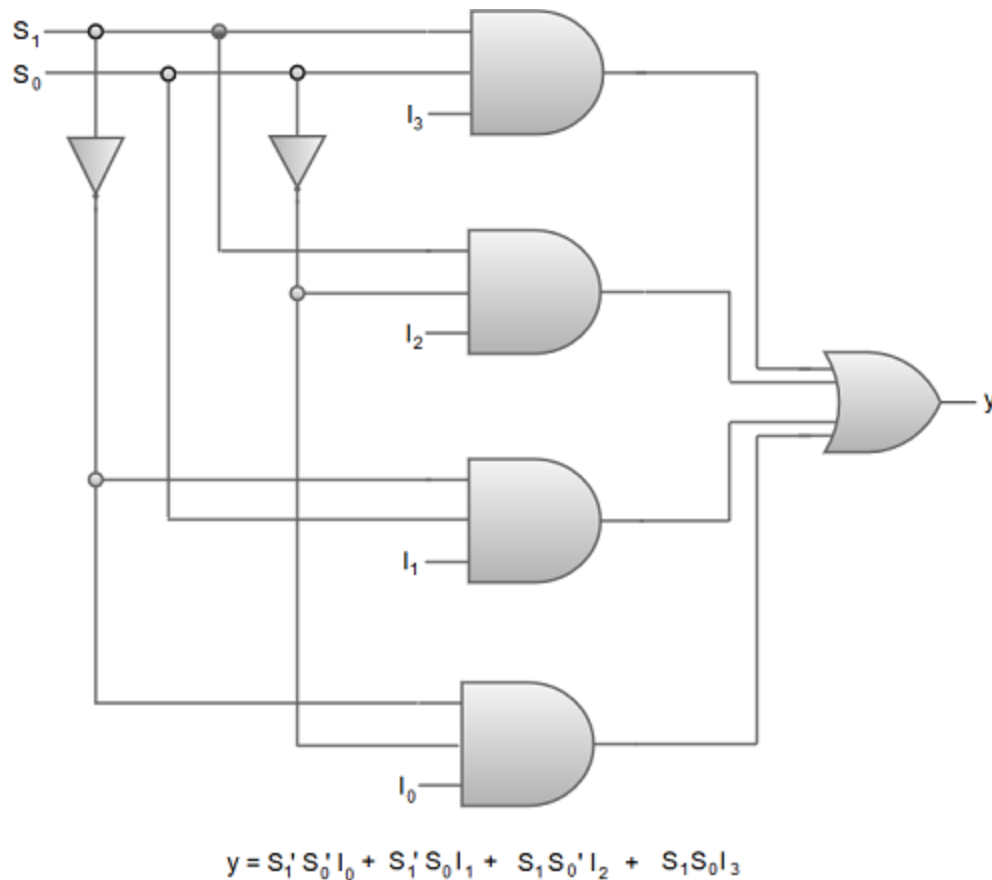 S₁
S₀
I₃
I₂
y
I₁
I₀
y = S₁' S₀' I₀ + S₁' S₀ I₁ + S₁ S₀' I₂ + S₁ S₀ I₃